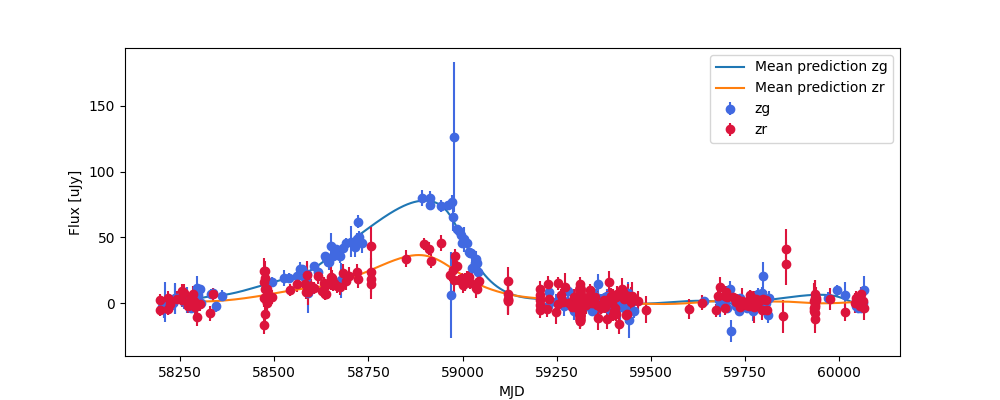 Mean prediction zg
Mean prediction zr
zg
zr
Flux [uJy]
150
100
50
0
58250 58500 58750 59000 59250 59500 59750 60000
MJD